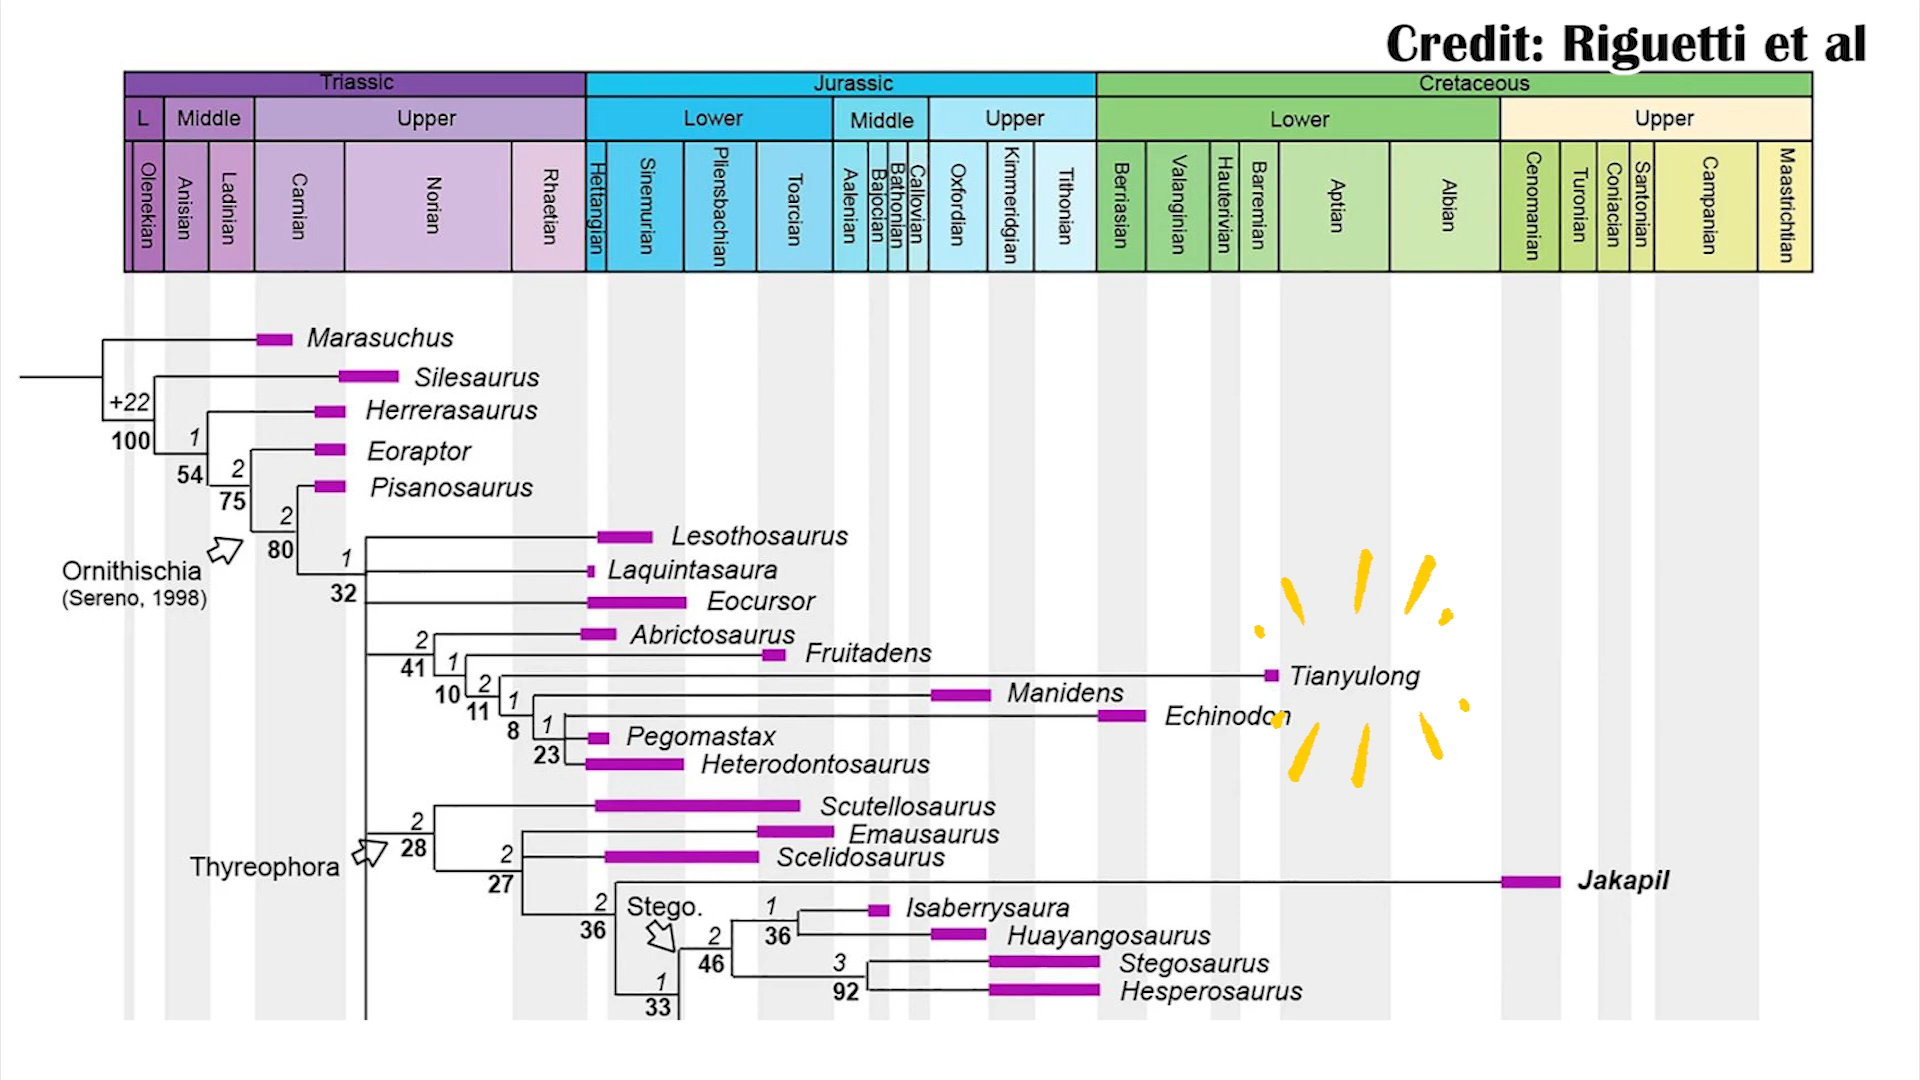 Credit: Riguetti et al
Triassic Jurassic Cretaceous
L Middle Upper Lower Middle Upper Lower Upper
Olenekian Anisian Ladinian Carnian Norian Rhaetian Hettangian Sinemurian Pliensbachian Toarcian Aalenian Bajocian Bathonian Callovian Oxfordian Kimmeridgian Tithonian Berriasian Valanginian Hauterivian Barremian Aptian Albian Cenomanian Turonian Coniacian Santonian Campanian Maastrichtian
Marasuchus
Silesaurus
+22
Herrerasaurus
100
1
Eoraptor
54
2
Pisanosaurus
75
2
Lesothosaurus
80
1
Ornithischia
(Sereno, 1998)
Laquintasaura
32
Eocursor
2
Abrictosaurus
41
1
Fruitadens
Tianyulong
10
2
Manidens
11
1
Echinodon
8
1
Pegomastax
23
Heterodontosaurus
Scutellosaurus
2
Emausaurus
28
Thyreophora
2
Scelidosaurus
27
Jakapil
2
Stego.
1
Isaberrysaura
36
2
36
Huayangosaurus
46
3
Stegosaurus
1
92
Hesperosaurus
33